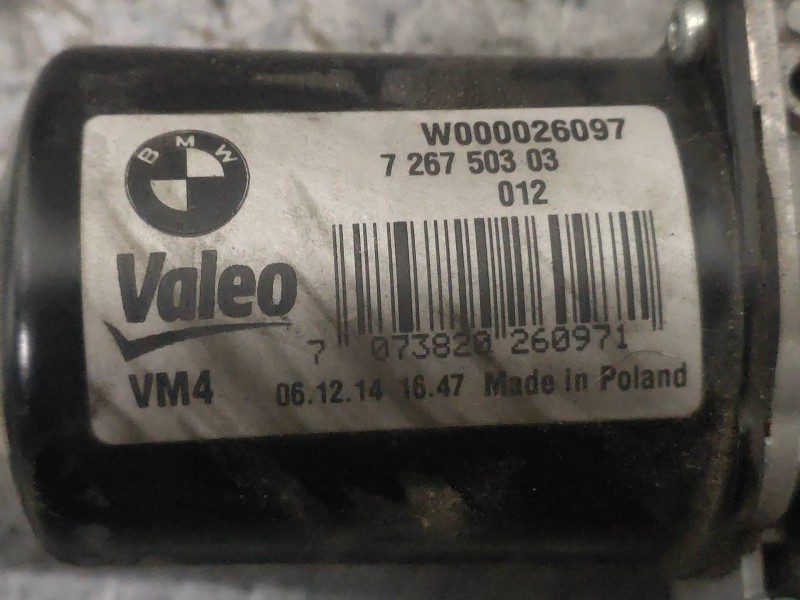 BMW
W000026097
7 267 503 03
012
Valeo
7 073820 260971
VM4 06.12.14 16.47 Made in Poland